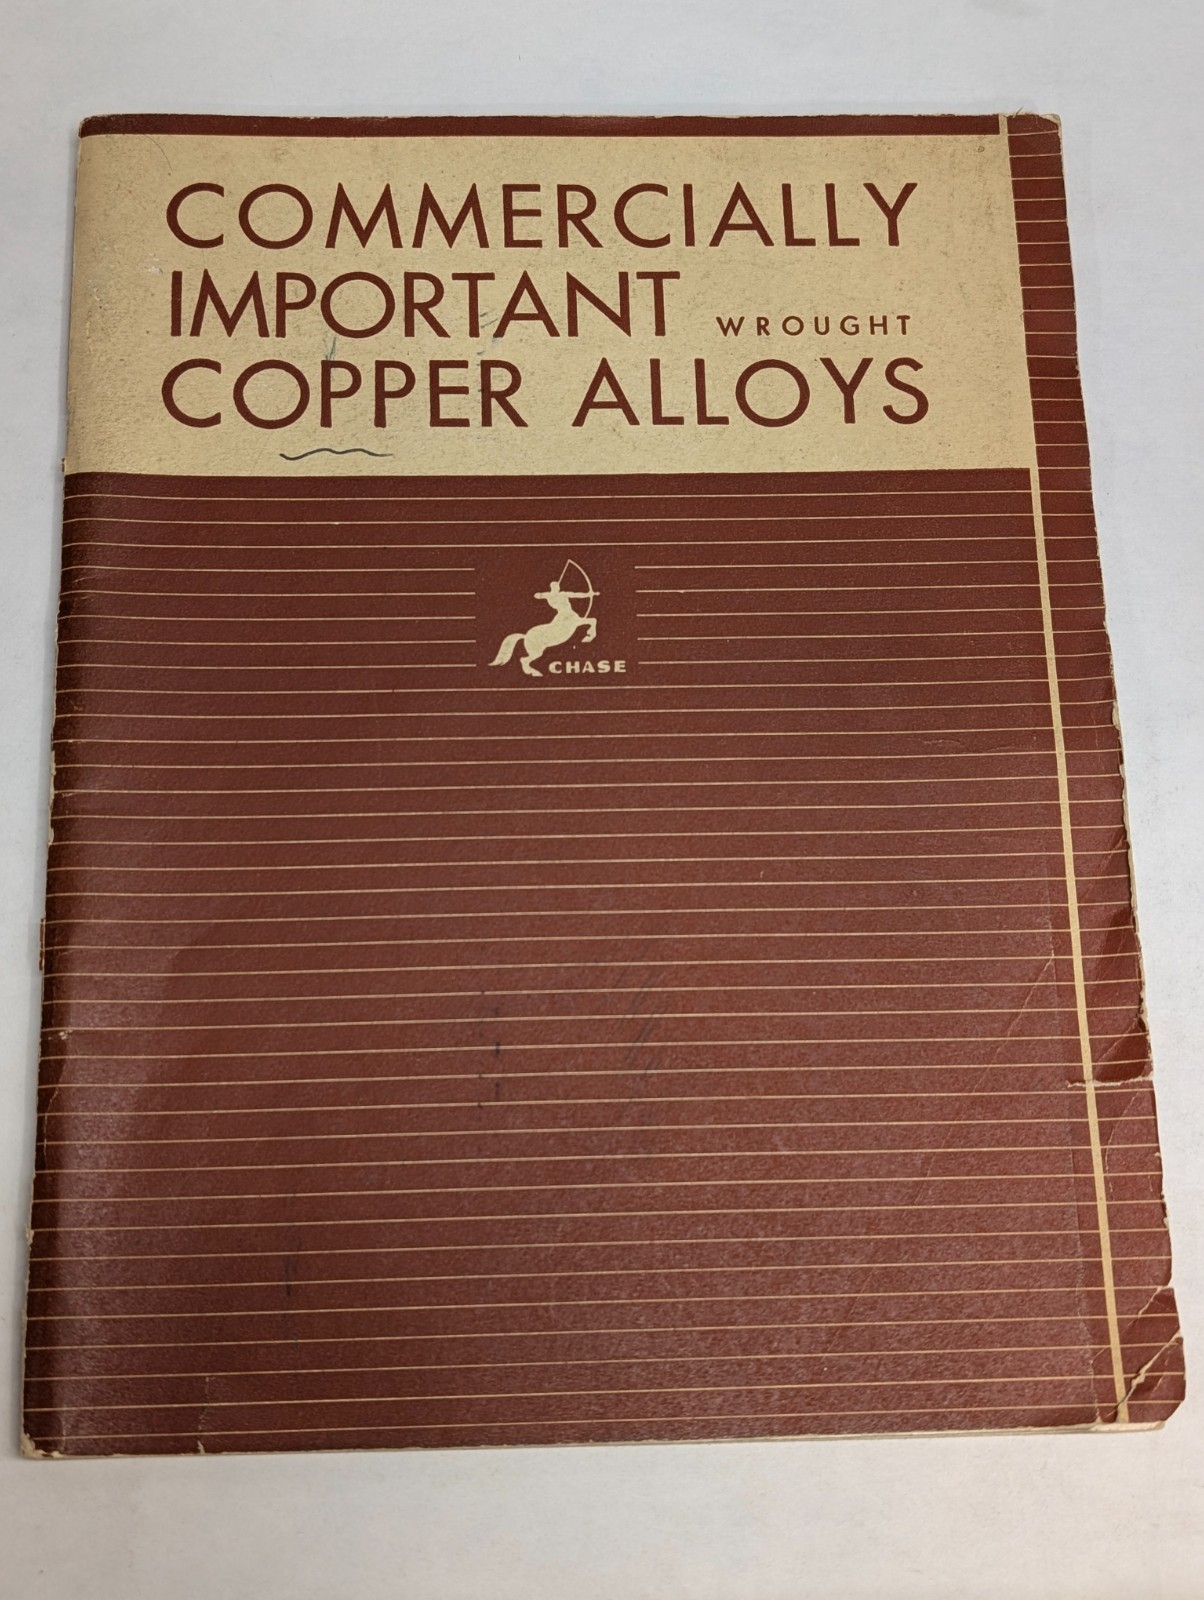 COMMERCIALLY
IMPORTANT WROUGHT
COPPER ALLOYS
CHASE